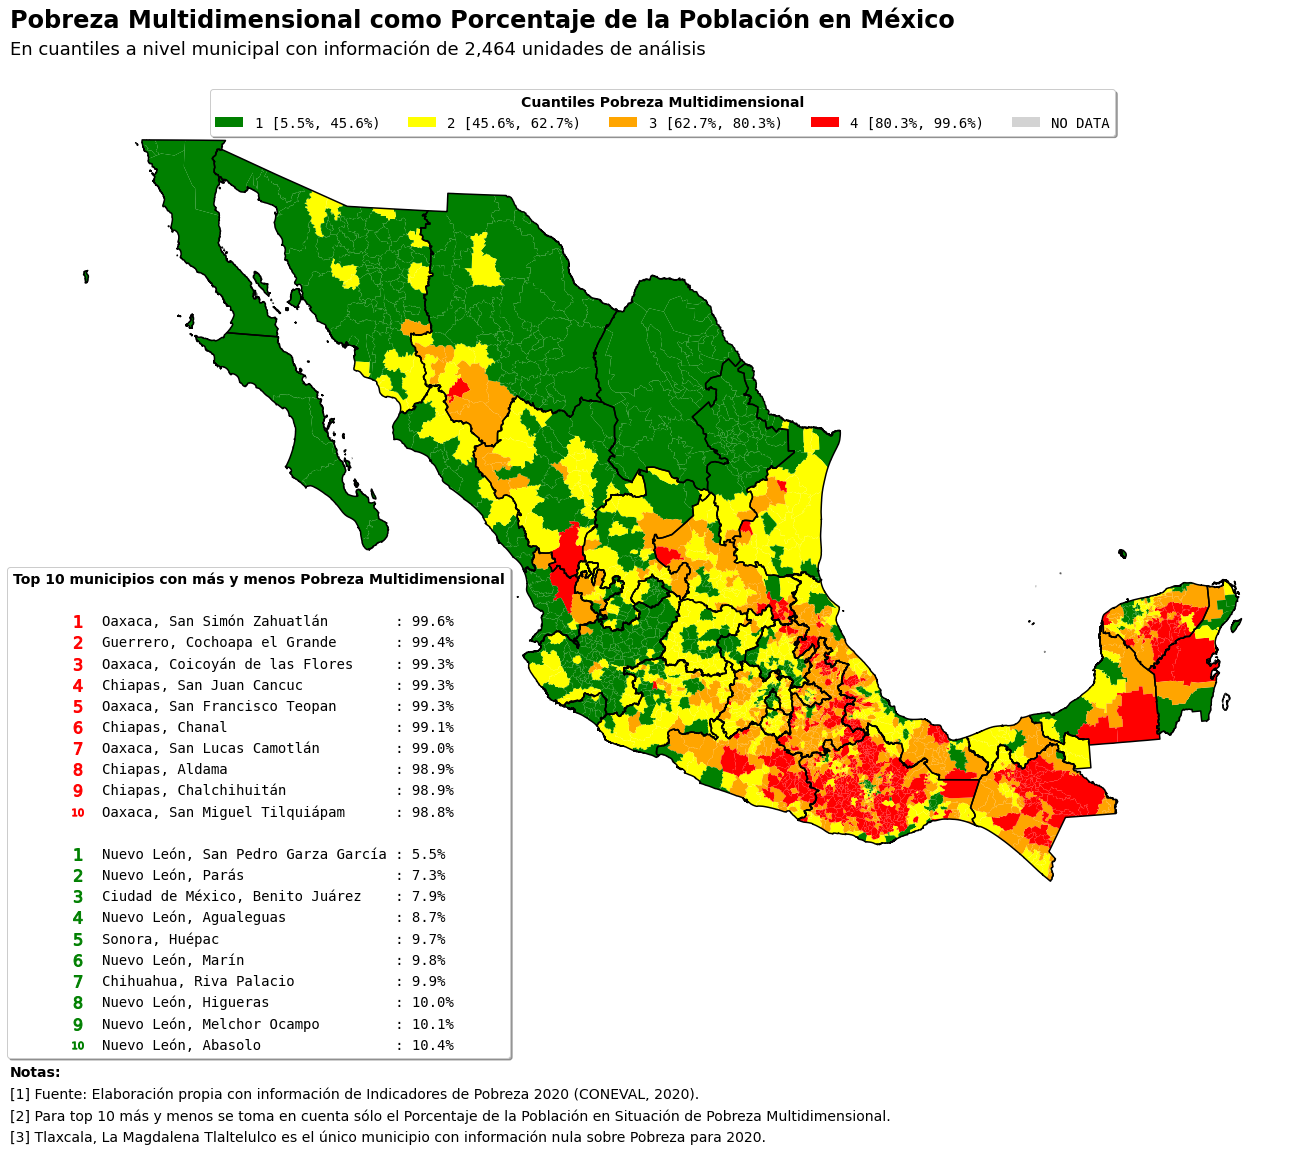 Pobreza Multidimensional como Porcentaje de la Población en México
En cuantiles a nivel municipal con información de 2,464 unidades de análisis
Cuantiles Pobreza Multidimensional
1 [5.5%, 45.6%) 2 [45.6%, 62.7%) 3 [62.7%, 80.3%) 4 [80.3%, 99.6%) NO DATA
Top 10 municipios con más y menos Pobreza Multidimensional
1 Oaxaca, San Simón Zahuatlán : 99.6%
2 Guerrero, Cochoapa el Grande : 99.4%
3 Oaxaca, Coicoyán de las Flores : 99.3%
4 Chiapas, San Juan Cancuc : 99.3%
5 Oaxaca, San Francisco Teopan : 99.3%
6 Chiapas, Chanal : 99.1%
7 Oaxaca, San Lucas Camotlán : 99.0%
8 Chiapas, Aldama : 98.9%
9 Chiapas, Chalchihuitán : 98.9%
10 Oaxaca, San Miguel Tilquiápam : 98.8%
1 Nuevo León, San Pedro Garza García : 5.5%
2 Nuevo León, Parás : 7.3%
3 Ciudad de México, Benito Juárez : 7.9%
4 Nuevo León, Agualeguas : 8.7%
5 Sonora, Huépac : 9.7%
6 Nuevo León, Marín : 9.8%
7 Chihuahua, Riva Palacio : 9.9%
8 Nuevo León, Higueras : 10.0%
9 Nuevo León, Melchor Ocampo : 10.1%
10 Nuevo León, Abasolo : 10.4%
Notas:
[1] Fuente: Elaboración propia con información de Indicadores de Pobreza 2020 (CONEVAL, 2020).
[2] Para top 10 más y menos se toma en cuenta sólo el Porcentaje de la Población en Situación de Pobreza Multidimensional.
[3] Tlaxcala, La Magdalena Tlaltelulco es el único municipio con información nula sobre Pobreza para 2020.